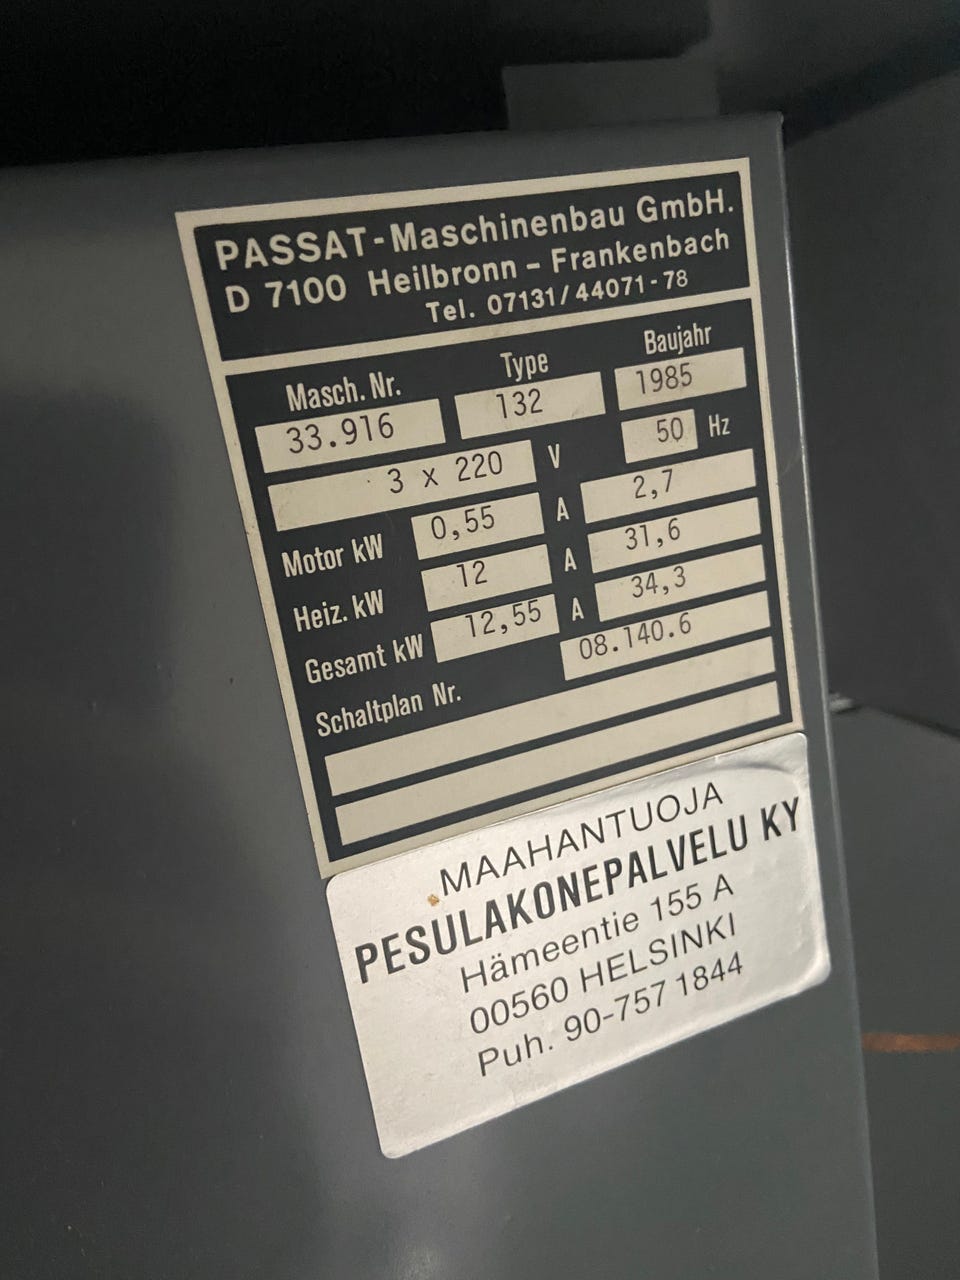 PASSAT-Maschinenbau GmbH.
D 7100 Heilbronn - Frankenbach
Tel. 07131/44071-78
Masch. Nr. Type Baujahr
33.916 132 1985
3 x 220 V 50 Hz
Motor kW 0,55 A 2,7
Heiz. kW 12 A 31,6
Gesamt kW 12,55 A 34,3
Schaltplan Nr. 08.140.6
MAAHANTUOJA
PESULAKONEPALVELU KY
Hämeentie 155 A
00560 HELSINKI
Puh. 90-757 1844